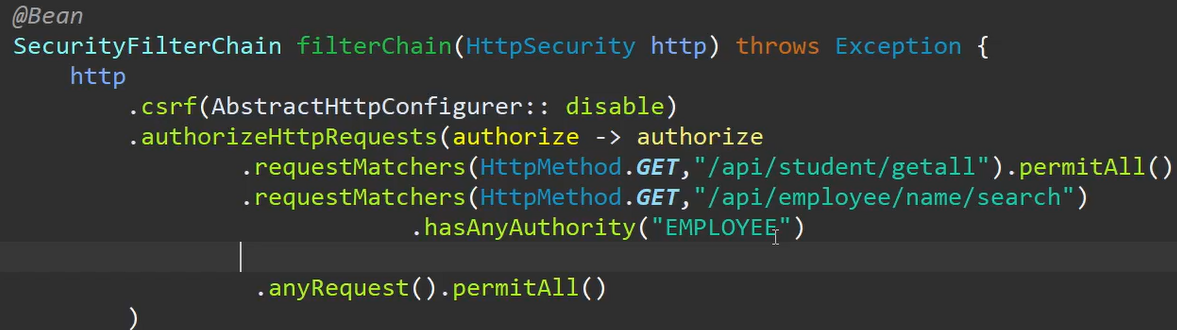 @Bean
SecurityFilterChain filterChain(HttpSecurity http) throws Exception {
http
.csrf(AbstractHttpConfigurer:: disable)
.authorizeHttpRequests(authorize -> authorize
.requestMatchers(HttpMethod.GET,"/api/student/getall").permitAll()
.requestMatchers(HttpMethod.GET,"/api/employee/name/search")
.hasAnyAuthority("EMPLOYEE")
.anyRequest().permitAll()
)